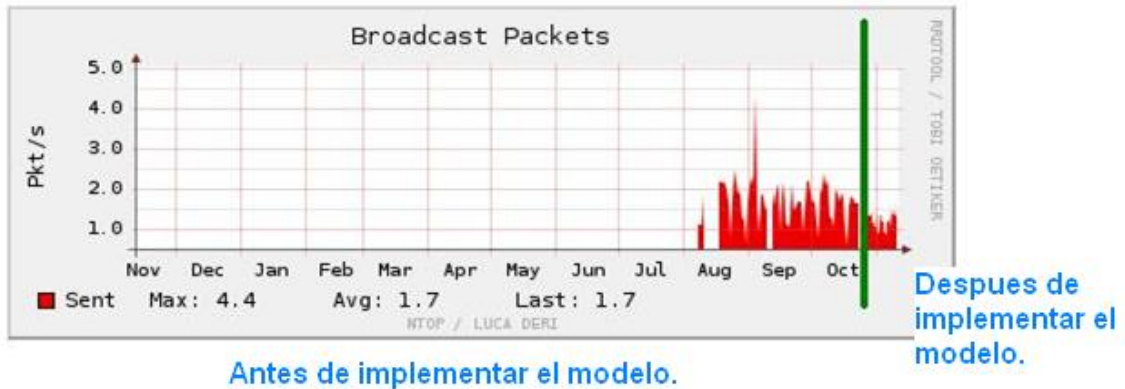 Broadcast Packets
RRDTOOL / TOBI OETIKER
Pkt/s
5.0
4.0
3.0
2.0
1.0
Nov Dec Jan Feb Mar Apr May Jun Jul Aug Sep Oct
Sent Max: 4.4 Avg: 1.7 Last: 1.7
NTOP / LUCA DERI
Despues de
implementar el
modelo.
Antes de implementar el modelo.